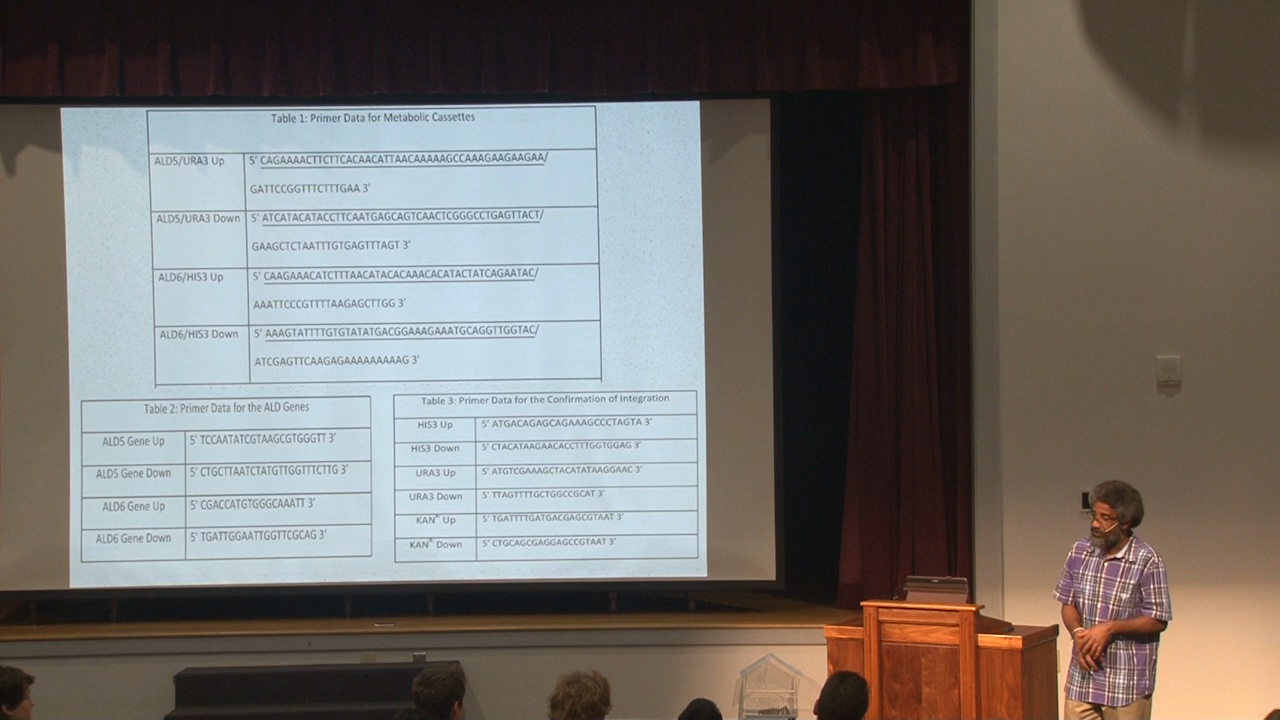 Table 1: Primer Data for Metabolic Cassettes
ALD5/URA3 Up
5' CAGAAAACTTCTTCACAACATTAACAAAAAGCCAAAGAAGAAGAA/
GATTCCGGTTTCTTTGAA 3'
ALD5/URA3 Down
5' ATCATACATACCTTCAATGAGCAGTCAACTCGGGCCTGAGTTACT/
GAAGCTCTAATTTGTGAGTTTAGT 3'
ALD6/HIS3 Up
5' CAAGAAACATCTTTAACATACACAAACACATACTATCAGAATAC/
AAATTCCCGTTTTAAGAGCTTGG 3'
ALD6/HIS3 Down
5' AAAGTATTTTGTGTATATGACGGAAAGAAATGCAGGTTGGTAC/
ATCGAGTTCAAGAGAAAAAAAAAG 3'
Table 2: Primer Data for the ALD Genes
ALD5 Gene Up
5' TCCAATATCGTAAGCGTGGGTT 3'
ALD5 Gene Down
5' CTGCTTAATCTATGTTGGTTTCTTG 3'
ALD6 Gene Up
5' CGACCATGTGGGCAAATT 3'
ALD6 Gene Down
5' TGATTGGAATTGGTTCGCAG 3'
Table 3: Primer Data for the Confirmation of Integration
HIS3 Up
5' ATGACAGAGCAGAAAGCCCTAGTA 3'
HIS3 Down
5' CTACATAAGAACACCTTTGGTGGAG 3'
URA3 Up
5' ATGTCGAAAGCTACATATAAGGAAC 3'
URA3 Down
5' TTAGTTTTGCTGGCCGCAT 3'
KANᴿ Up
5' TGATTTTGATGACGAGCGTAAT 3'
KANᴿ Down
5' CTGCAGCGAGGAGCCGTAAT 3'